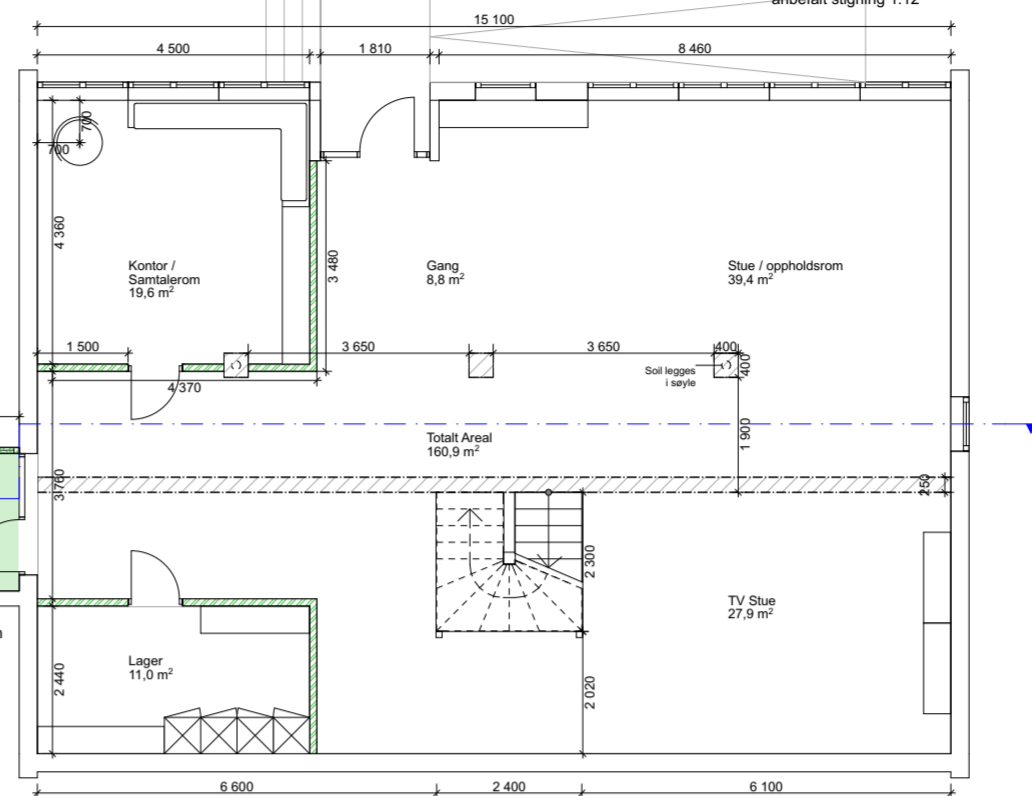 anbefalt stigning 1:12
15 100
4 500
1 810
8 460
700
700
4 360
3 480
Kontor /
Samtalerom
19,6 m²
Gang
8,8 m²
Stue / oppholdsrom
39,4 m²
1 500
3 650
3 650
400
400
Soil legges
i søyle
4 370
1 900
Totalt Areal
160,9 m²
3 760
250
2 300
TV Stue
27,9 m²
Lager
11,0 m²
2 440
2 020
6 600
2 400
6 100